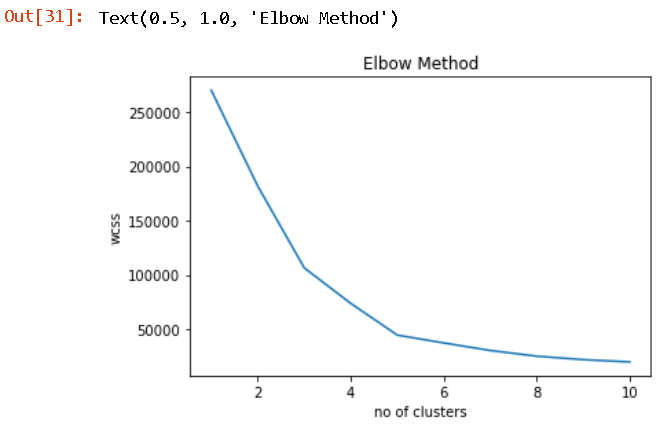 Out[31]: Text(0.5, 1.0, 'Elbow Method')
Elbow Method
250000
200000
150000
100000
50000
wcss
2 4 6 8 10
no of clusters